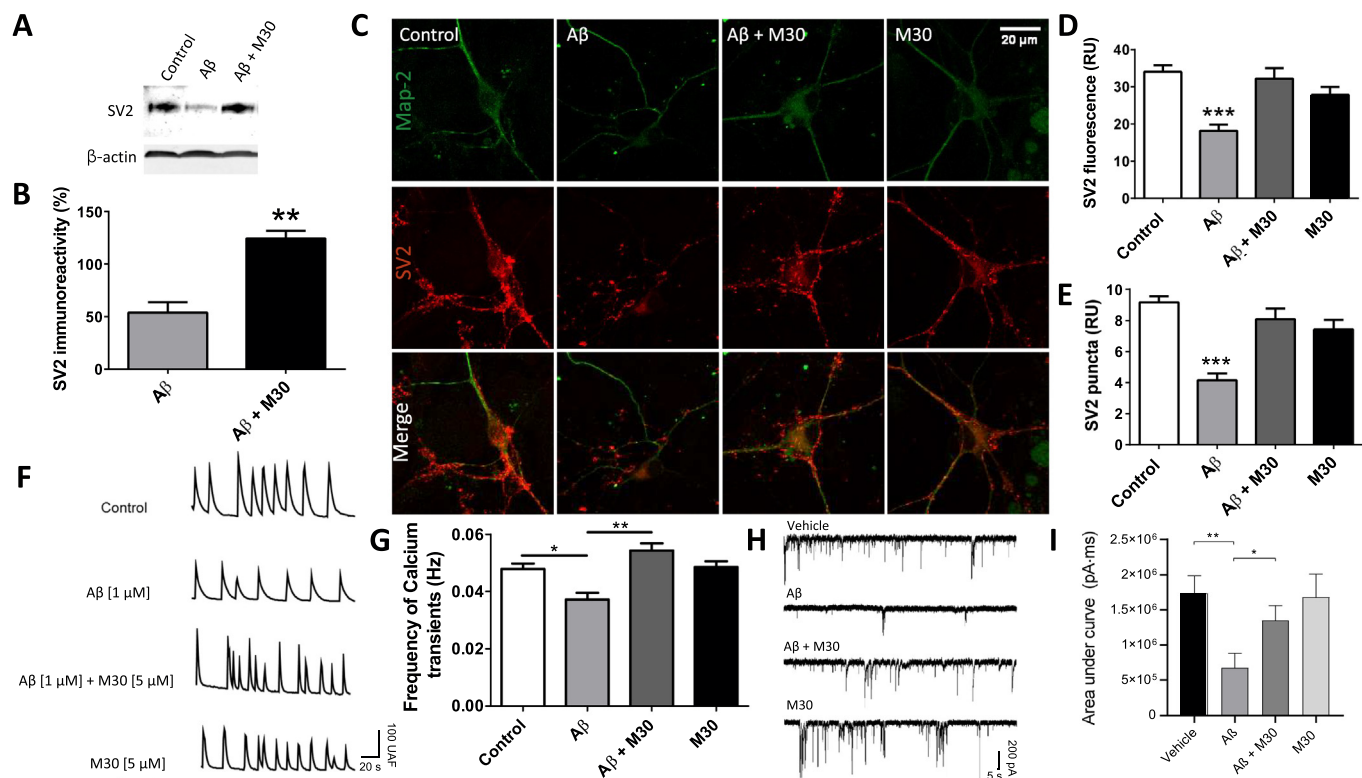 A
Control
Aβ
Aβ + M30
SV2
β-actin
B
SV2 immunoreactivity (%)
150
100
50
0
**
Aβ
Aβ + M30
C
Control
Aβ
Aβ + M30
M30
20 µm
Map-2
SV2
Merge
D
SV2 fluorescence (RU)
40
30
20
10
0
***
Control
Aβ
Aβ + M30
M30
E
SV2 puncta (RU)
10
8
6
4
2
0
***
Control
Aβ
Aβ + M30
M30
F
Control
Aβ [1 µM]
Aβ [1 µM] + M30 [5 µM]
M30 [5 µM]
100 UAF
20 s
G
Frequency of Calcium
transients (Hz)
0.06
0.04
0.02
0.00
*
**
Control
Aβ
Aβ + M30
M30
H
Vehicle
Aβ
Aβ + M30
M30
200 pA
5 s
I
Area under curve (pA·ms)
2.5×10⁶
2×10⁶
1.5×10⁶
1×10⁶
5×10⁵
0
**
*
Vehicle
Aß
Aβ + M30
M30